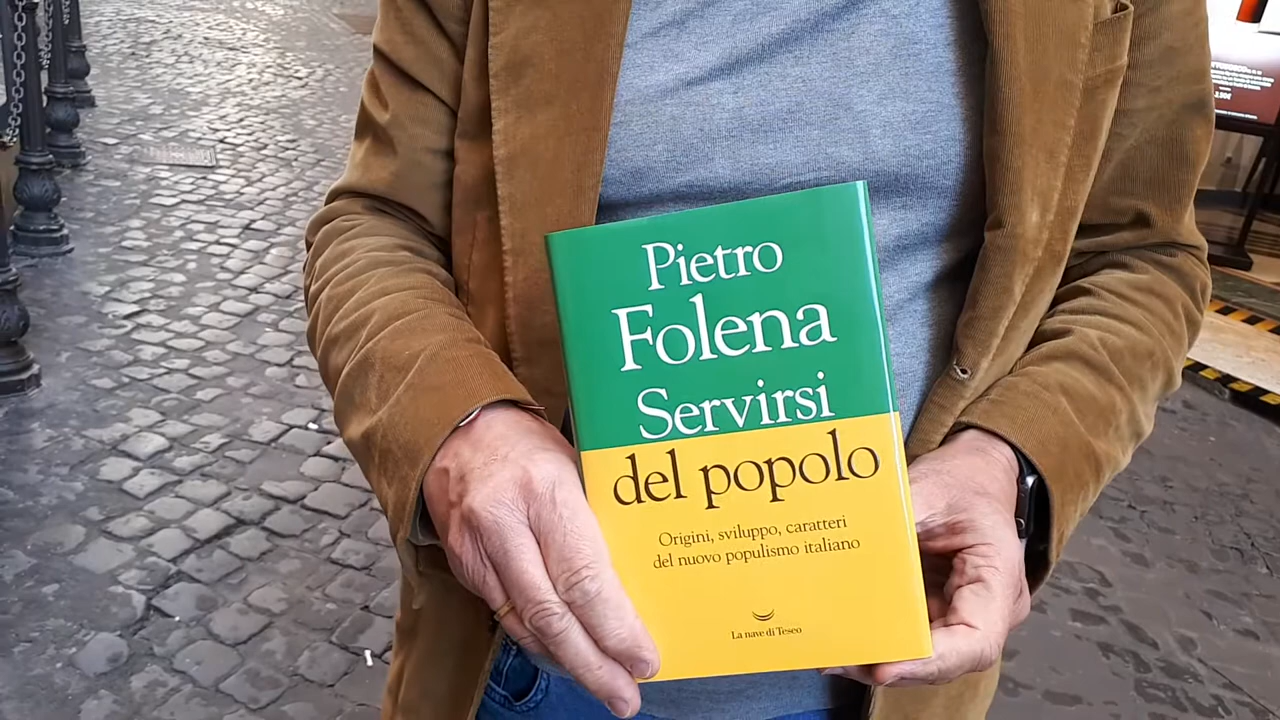 Pietro
Folena
Servirsi
del popolo
Origini, sviluppo, caratteri
del nuovo populismo italiano
La nave di Teseo